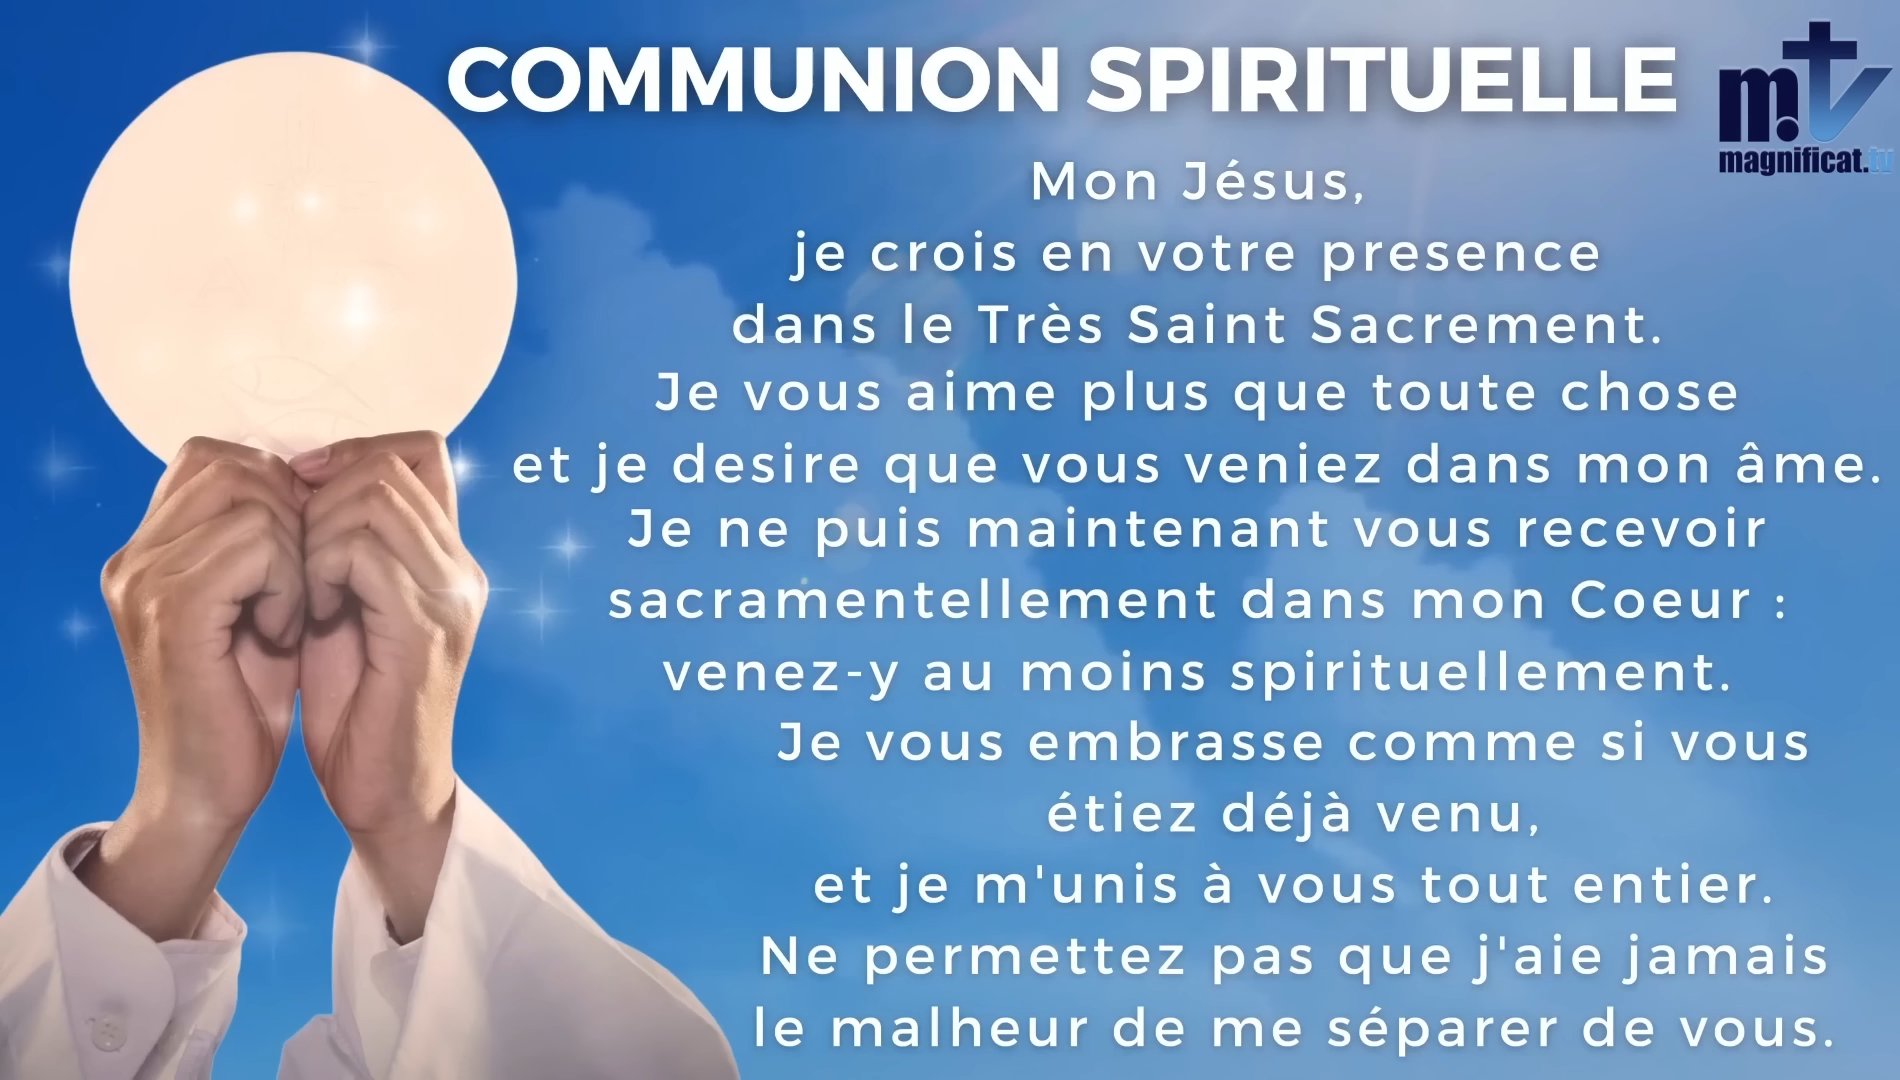 COMMUNION SPIRITUELLE
mtv
magnificat.tv
Mon Jésus,
je crois en votre presence
dans le Très Saint Sacrement.
Je vous aime plus que toute chose
et je desire que vous veniez dans mon âme.
Je ne puis maintenant vous recevoir
sacramentellement dans mon Coeur :
venez-y au moins spirituellement.
Je vous embrasse comme si vous
étiez déjà venu,
et je m'unis à vous tout entier.
Ne permettez pas que j'aie jamais
le malheur de me séparer de vous.